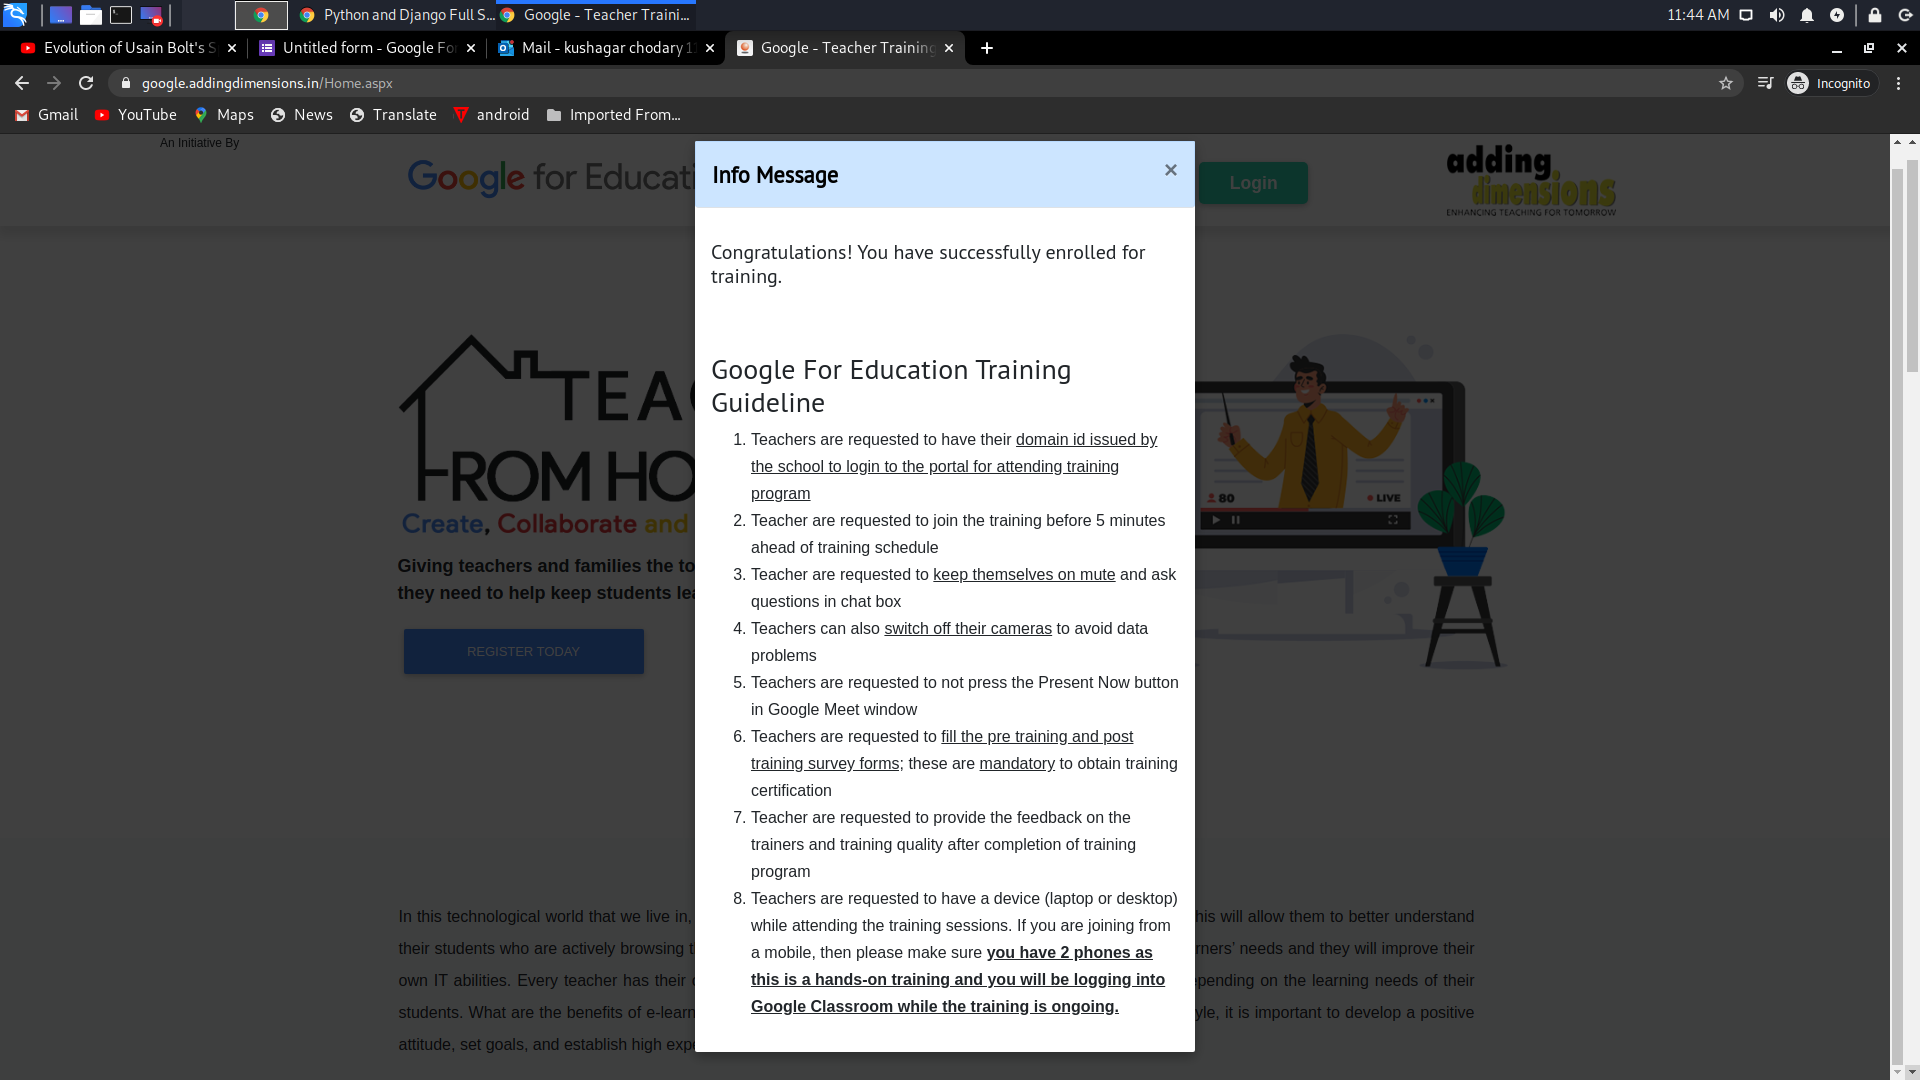 Python and Django Full S...
Google - Teacher Traini...
11:44 AM
Evolution of Usain Bolt's S
Untitled form - Google For
Mail - kushagar chodary 11
Google - Teacher Training
google.addingdimensions.in/Home.aspx
Incognito
Gmail
YouTube
Maps
News
Translate
android
Imported From...
An Initiative By
Google for Educati
Login
adding
dimensions
ENHANCING TEACHING FOR TOMORROW
Info Message
×
Congratulations! You have successfully enrolled for
training.
Google For Education Training
Guideline
1. Teachers are requested to have their domain id issued by
the school to login to the portal for attending training
program
2. Teacher are requested to join the training before 5 minutes
ahead of training schedule
3. Teacher are requested to keep themselves on mute and ask
questions in chat box
4. Teachers can also switch off their cameras to avoid data
problems
5. Teachers are requested to not press the Present Now button
in Google Meet window
6. Teachers are requested to fill the pre training and post
training survey forms; these are mandatory to obtain training
certification
7. Teacher are requested to provide the feedback on the
trainers and training quality after completion of training
program
8. Teachers are requested to have a device (laptop or desktop)
while attending the training sessions. If you are joining from
a mobile, then please make sure you have 2 phones as
this is a hands-on training and you will be logging into
Google Classroom while the training is ongoing.
TEAC
FROM HO
Create, Collaborate and
Giving teachers and families the to
they need to help keep students lea
REGISTER TODAY
80
LIVE
In this technological world that we live in, his will allow them to better understand
their students who are actively browsing t rners' needs and they will improve their
own IT abilities. Every teacher has their epending on the learning needs of their
students. What are the benefits of e-learn yle, it is important to develop a positive
attitude, set goals, and establish high exp